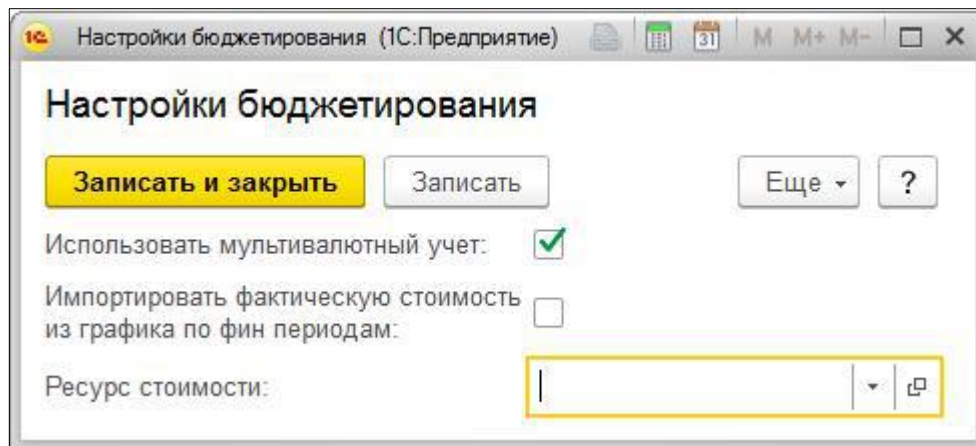 1С Настройки бюджетирования (1С:Предприятие) 31 M M+ M-
Настройки бюджетирования
Записать и закрыть Записать Еще ?
Использовать мультивалютный учет:
Импортировать фактическую стоимость
из графика по фин периодам:
Ресурс стоимости: